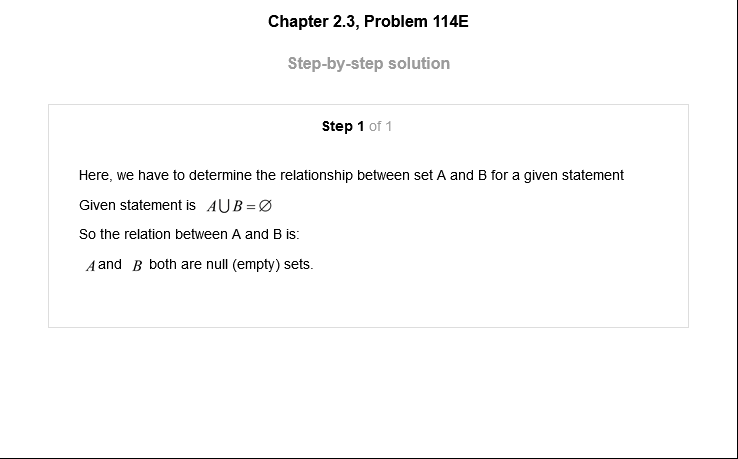 Chapter 2.3, Problem 114E
Step-by-step solution
Step 1 of 1
Here, we have to determine the relationship between set A and B for a given statement
Given statement is A⋃B=∅
So the relation between A and B is:
A and B both are null (empty) sets.